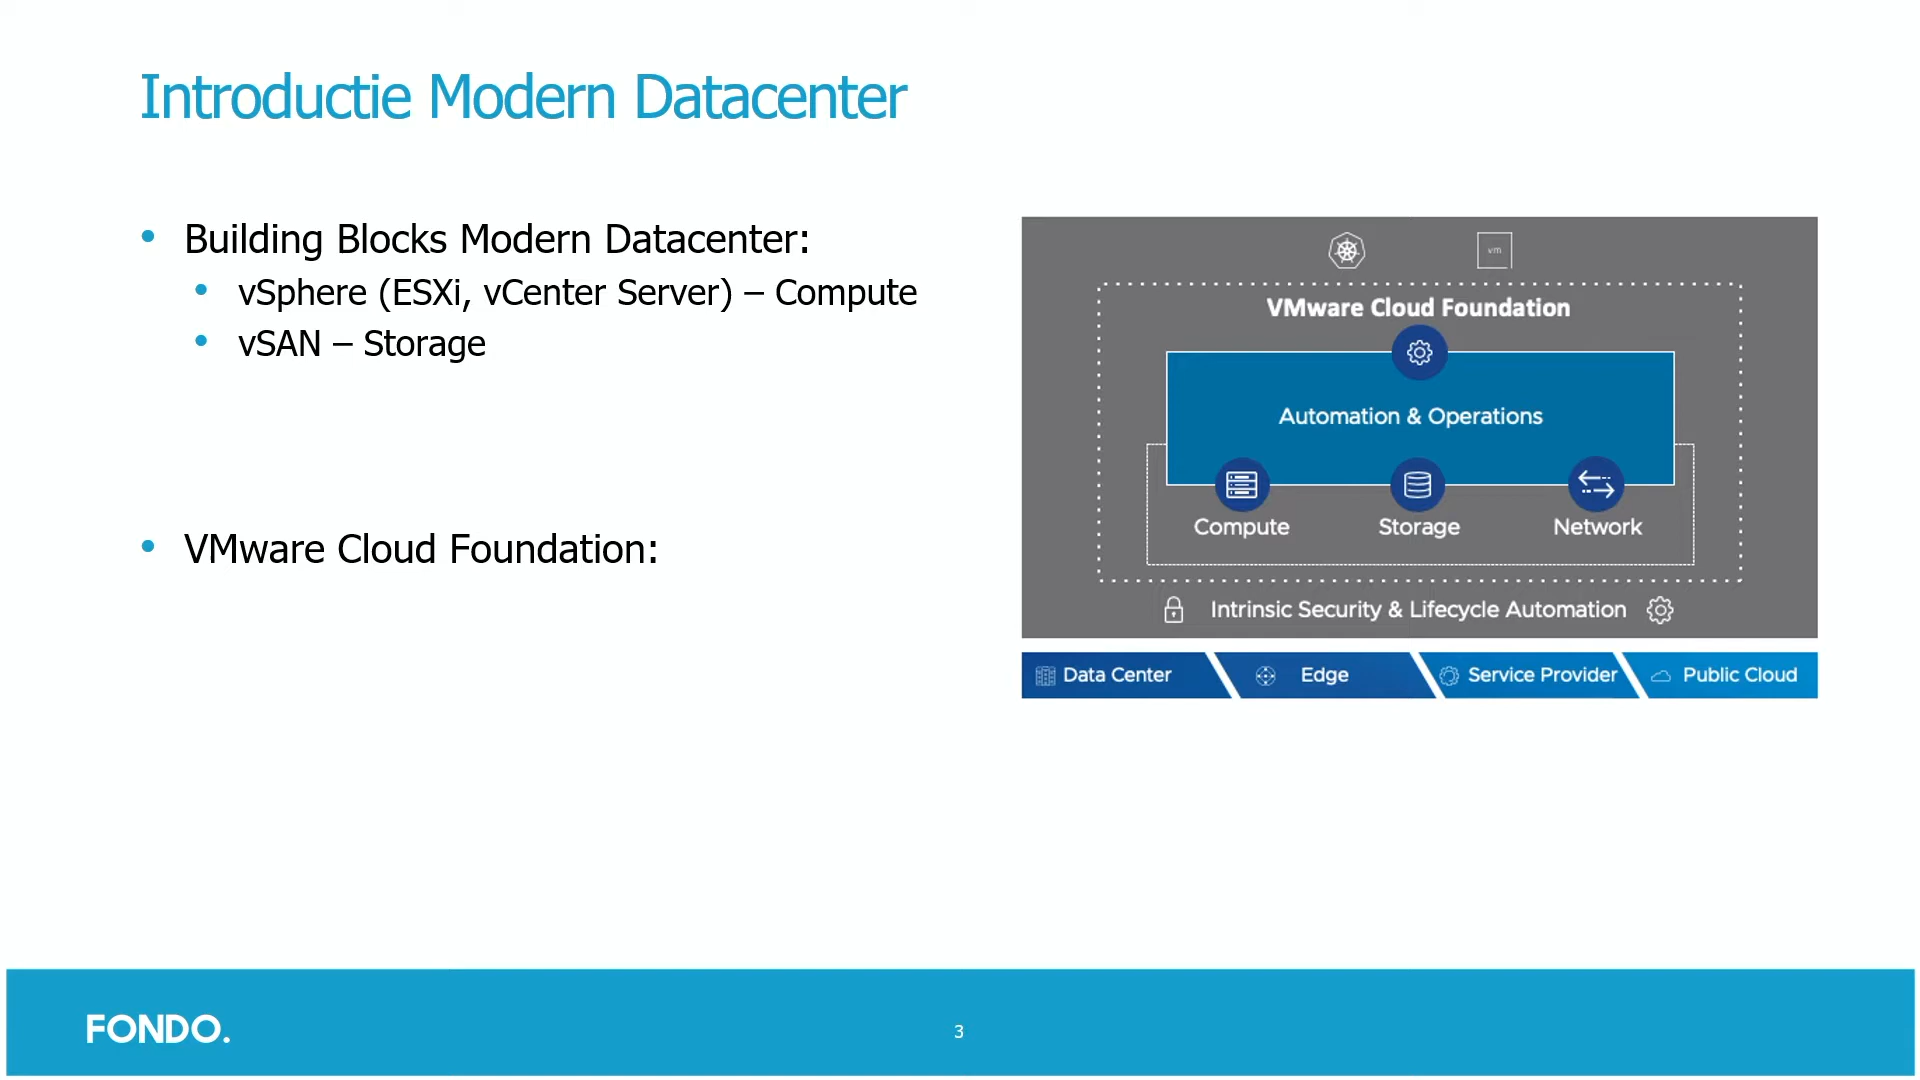 Introductie Modern Datacenter
• Building Blocks Modern Datacenter:
• vSphere (ESXi, vCenter Server) – Compute
• vSAN – Storage
• VMware Cloud Foundation:
vm
VMware Cloud Foundation
Automation & Operations
Compute Storage Network
Intrinsic Security & Lifecycle Automation
Data Center Edge Service Provider Public Cloud
FONDO.
3